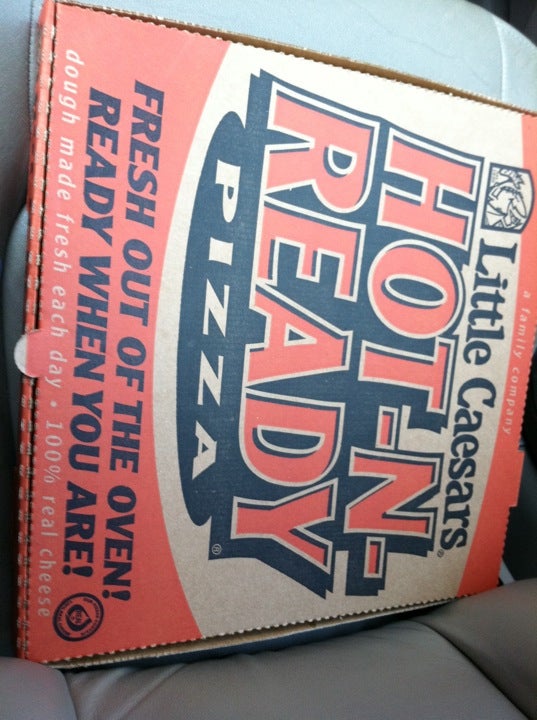 a family company
Little Caesars®
HOT-N-
READY®
PIZZA
FRESH OUT OF THE OVEN!
READY WHEN YOU ARE!
dough made fresh each day • 100% real cheese